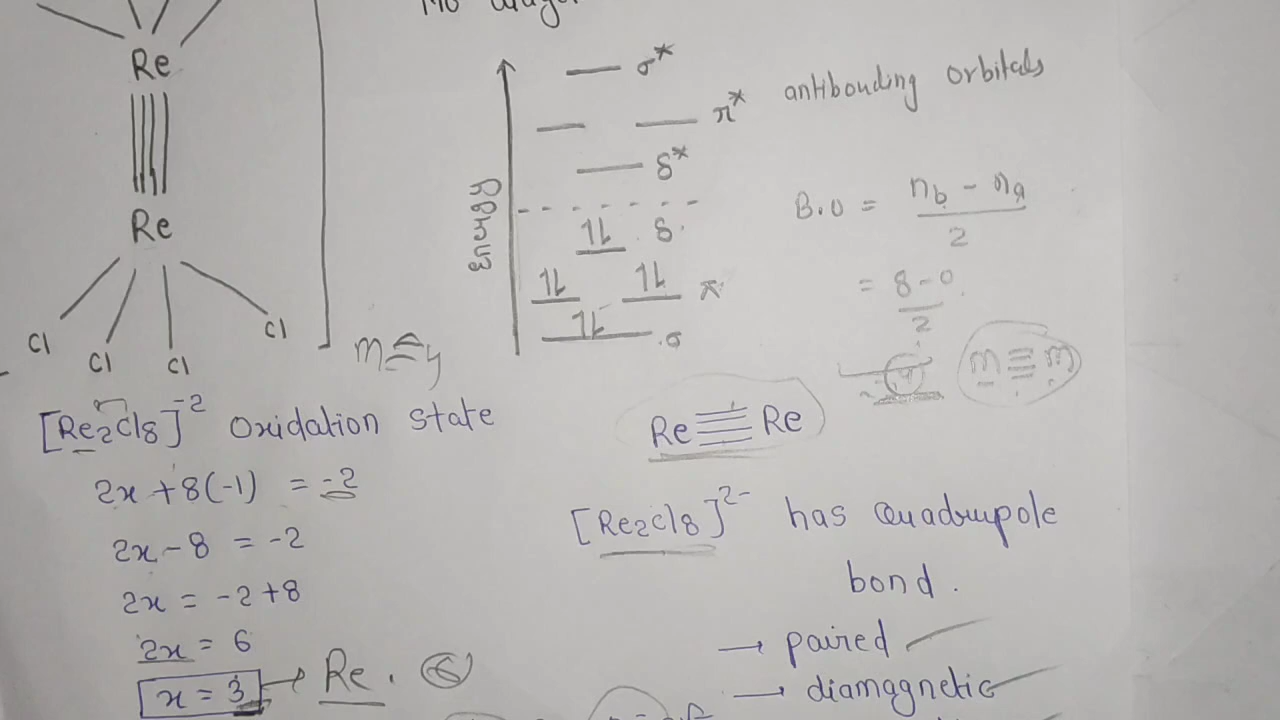 Re
Re
Cl
Cl
Cl
Cl
Energy
σ*
π*
δ*
δ
π
σ
antibonding orbitals
B.O = nb - na / 2
= 8-0 / 2
m≣m
Re≣Re
[Re2Cl8]-2 Oxidation state
2x + 8(-1) = -2
2x - 8 = -2
2x = -2+8
2x = 6
x = 3 → Re.
[Re2Cl8]2- has Quadrupole
bond.
→ paired
→ diamagnetic